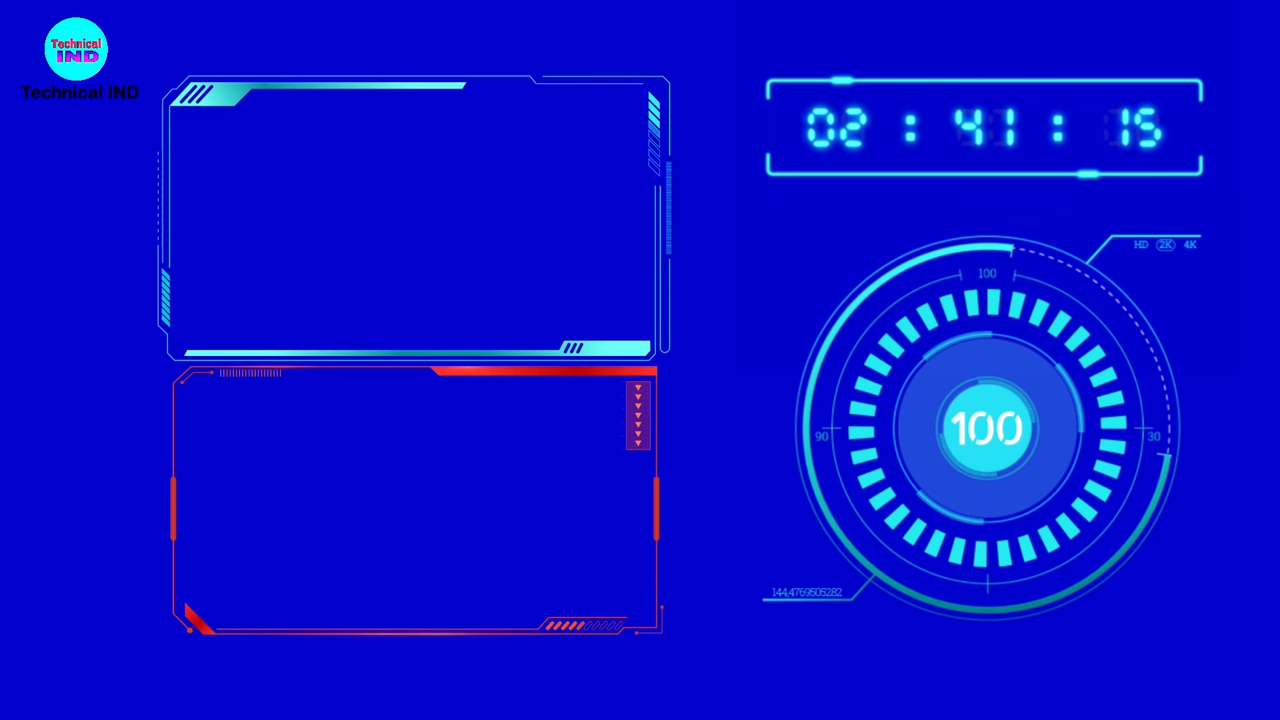 Technical
IND
Technical IND
02 : 41 : 15
HD 2K 4K
100
100
90
30
144,4769505282